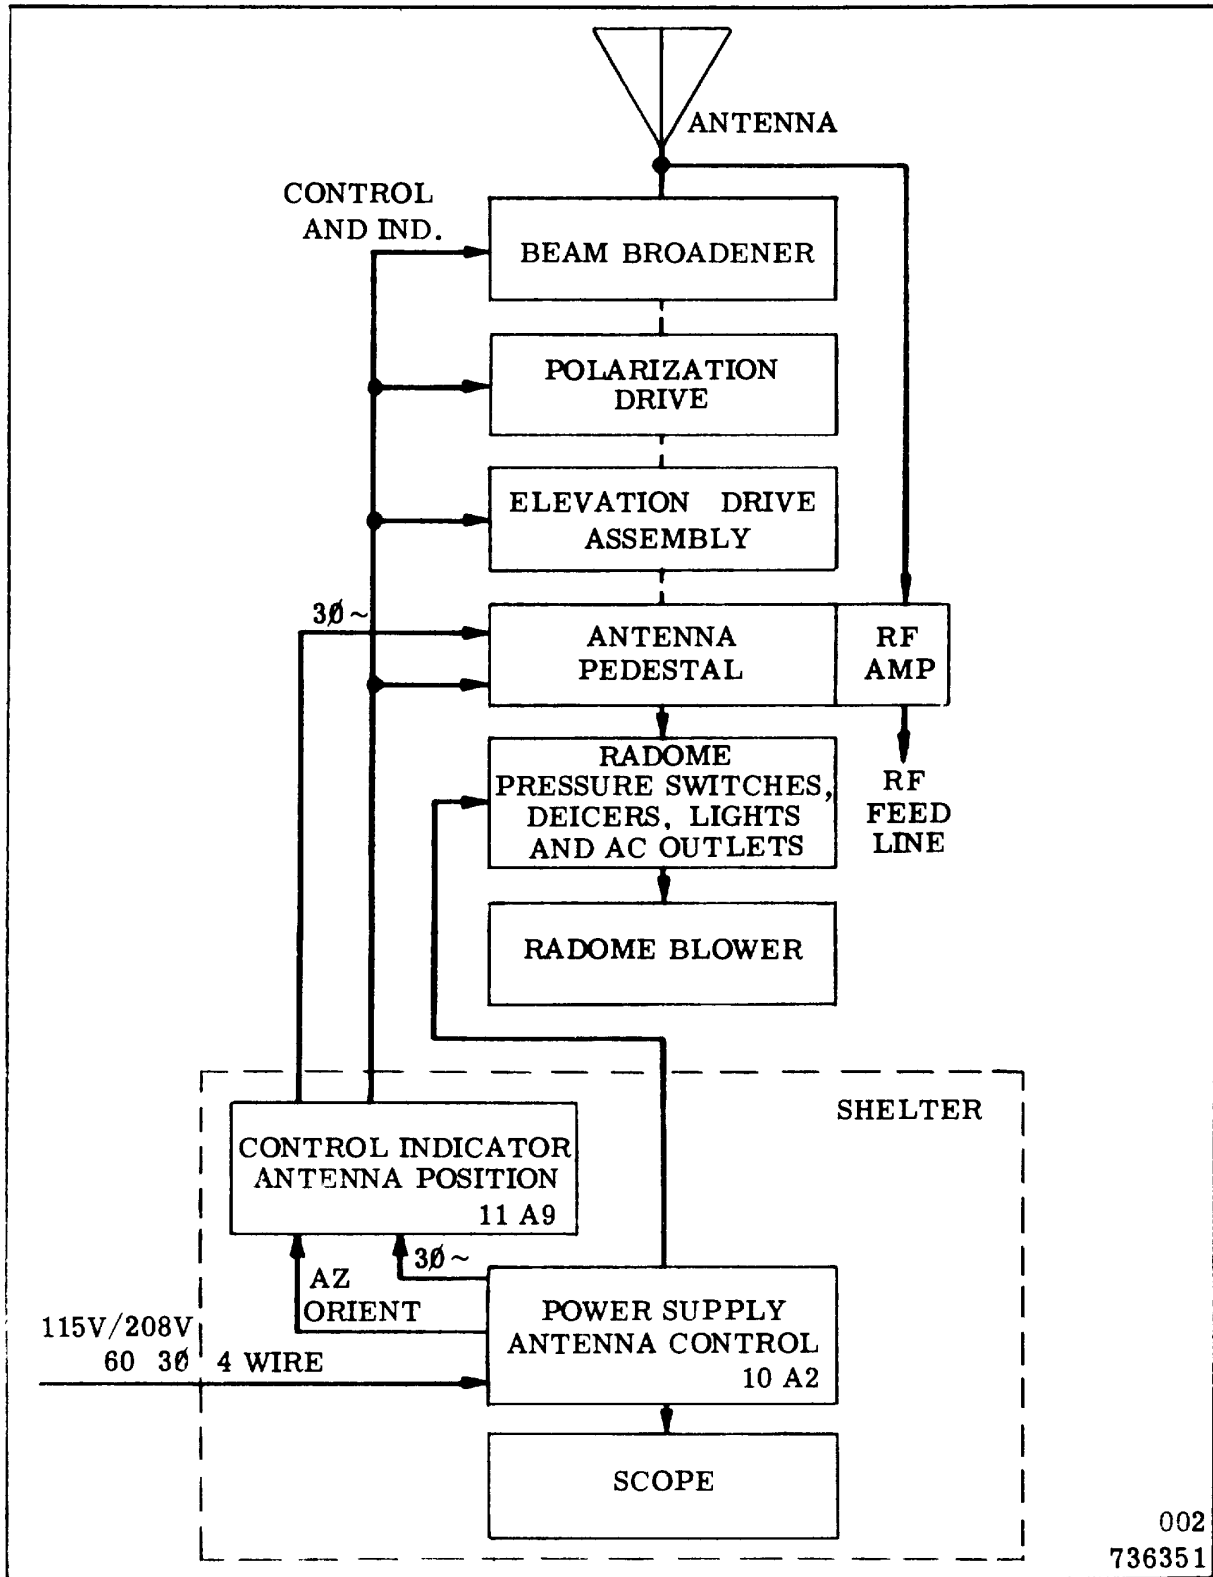 ANTENNA
CONTROL
AND IND.
BEAM BROADENER
POLARIZATION
DRIVE
ELEVATION DRIVE
ASSEMBLY
3Ø~
ANTENNA
PEDESTAL
RF
AMP
RADOME
PRESSURE SWITCHES,
DEICERS, LIGHTS
AND AC OUTLETS
RF
FEED
LINE
RADOME BLOWER
SHELTER
CONTROL INDICATOR
ANTENNA POSITION
11 A9
3Ø~
AZ
ORIENT
POWER SUPPLY
ANTENNA CONTROL
10 A2
115V/208V
60 3Ø 4 WIRE
SCOPE
002
736351